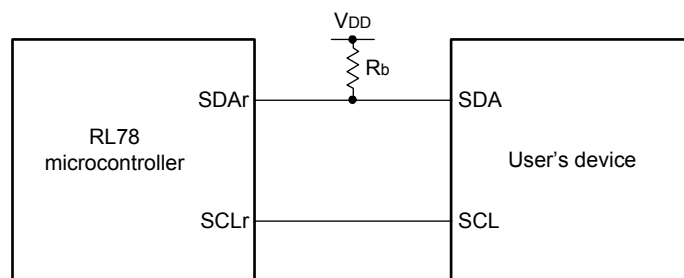 VDD
Rb
SDAr
SDA
RL78
microcontroller
User's device
SCLr
SCL